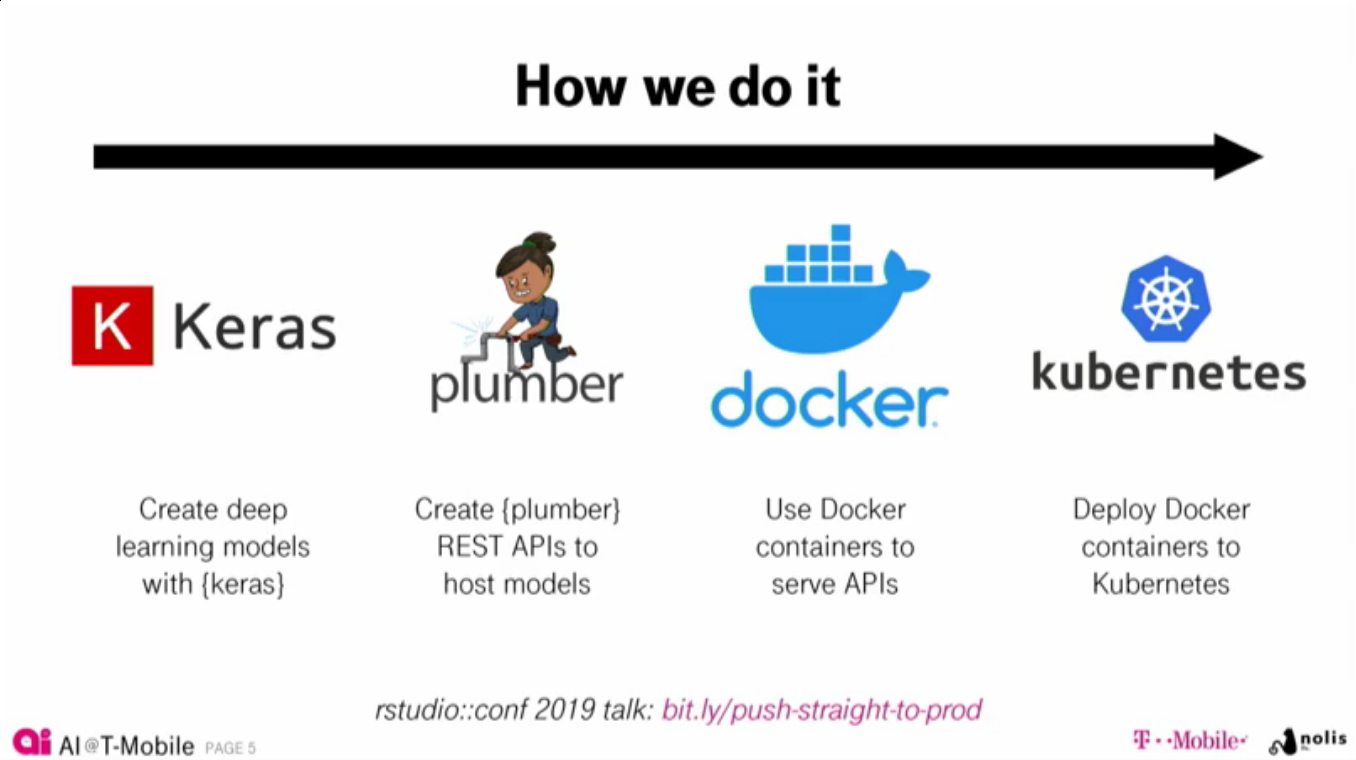 How we do it
K Keras
plumber
docker
kubernetes
Create deep
learning models
with {keras}
Create {plumber}
REST APIs to
host models
Use Docker
containers to
serve APIs
Deploy Docker
containers to
Kubernetes
rstudio::conf 2019 talk: bit.ly/push-straight-to-prod
ai AI@T-Mobile PAGE 5
T··Mobile·
nolis